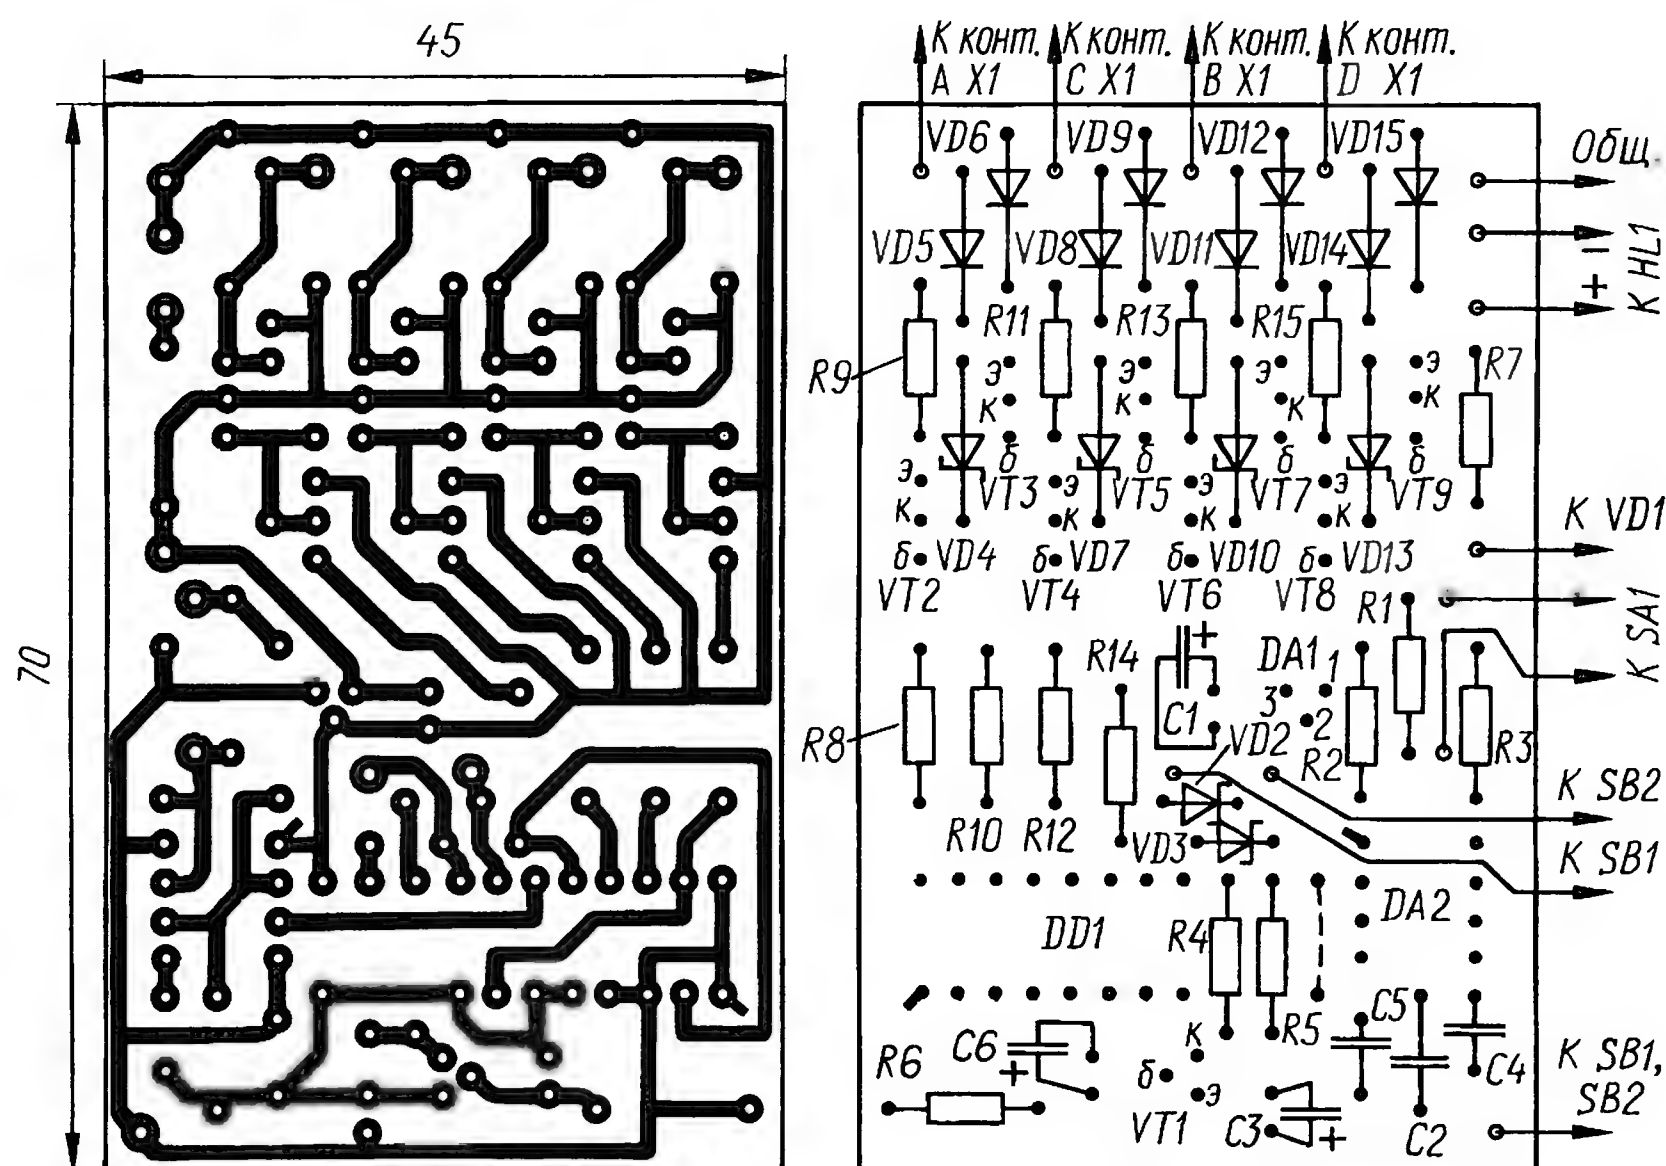 45
70
К конт. К конт. К конт. К конт.
A X1 C X1 B X1 D X1
VD6 VD9 VD12 VD15
Общ.
VD5 VD8 VD11 VD14
− +
К HL1
R11 R13 R15
R9
э э э э
R7
к к к к
б б б б
э э э э
VT3 VT5 VT7 VT9
к к к к
К VD1
б VD4 б VD7 б VD10 б VD13
VT2 VT4 VT6 VT8 R1
К SA1
+
R14 DA1 1
3
C1 2
R8 VD2 R2 R3
К SB2
R10 R12 VD3
К SB1
DA2
DD1 R4
C5
к R5
R6 C6
+
б C4
э
К SB1,
SB2
VT1 C3 + C2